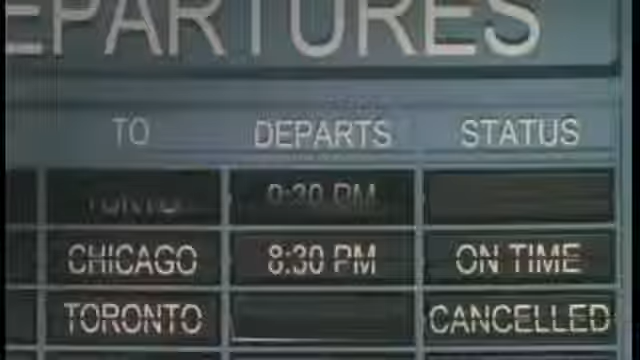 EPARTURES
TO DEPARTS STATUS
CHICAGO 8:30 PM ON TIME
TORONTO CANCELLED